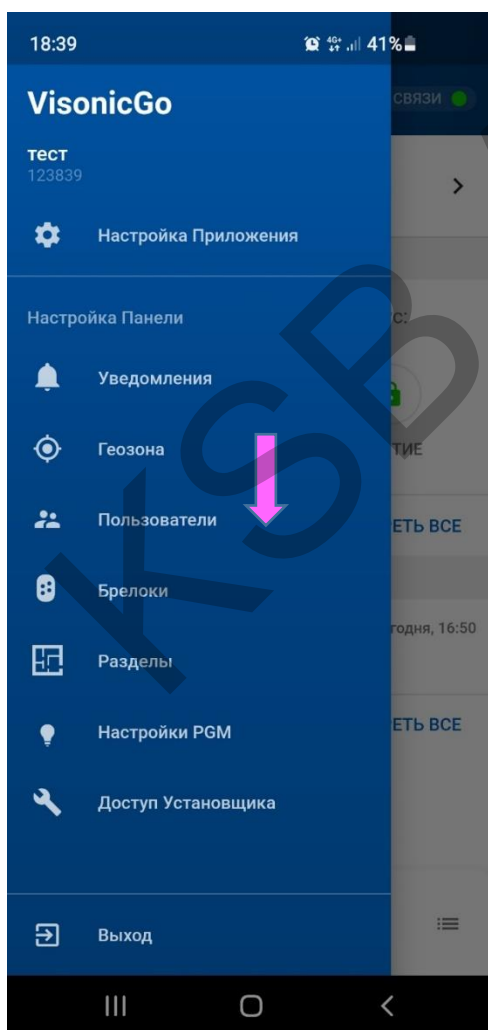 18:39
4G+ 41%
VisonicGo
СВЯЗИ
тест
123839
Настройка Приложения
Настройка Панели
С:
Уведомления
Геозона
ТИЕ
Пользователи
ЕТЬ ВСЕ
Брелоки
годня, 16:50
Разделы
Настройки PGM
ЕТЬ ВСЕ
Доступ Установщика
Выход
KSB